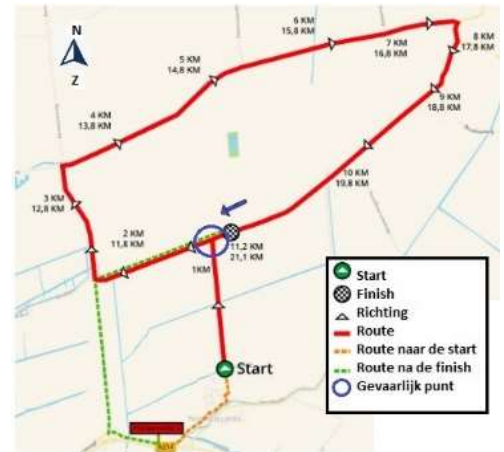 N
Z
6 KM
15,8 KM
7 KM
16,8 KM
8 KM
17,8 KM
5 KM
14,8 KM
9 KM
18,8 KM
4 KM
13,8 KM
10 KM
19,8 KM
3 KM
12,8 KM
2 KM
11,8 KM
11,2 KM
21,1 KM
1KM
Start
Start
Finish
Richting
Route
Route naar de start
Route na de finish
Gevaarlijk punt